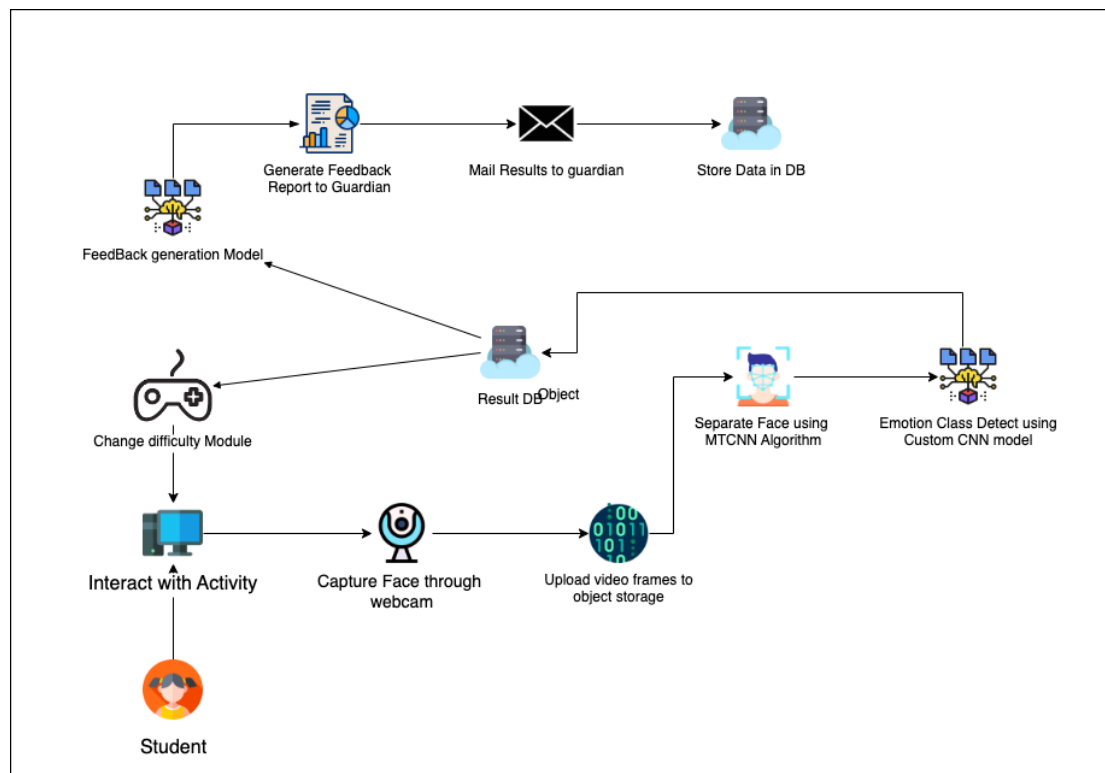 Generate Feedback
Report to Guardian
Mail Results to guardian
Store Data in DB
FeedBack generation Model
Result DB
Object
Change difficulty Module
Separate Face using
MTCNN Algorithm
Emotion Class Detect using
Custom CNN model
Interact with Activity
Capture Face through
webcam
Upload video frames to
object storage
Student